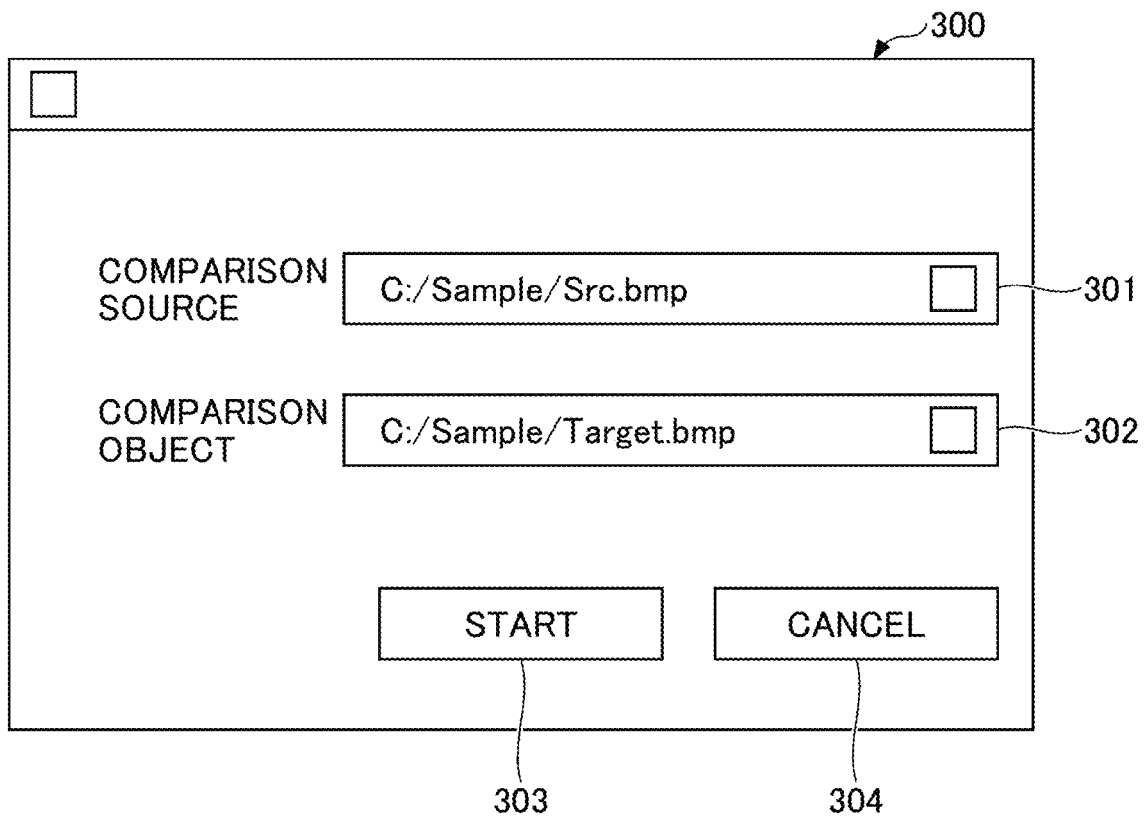 300
COMPARISON
SOURCE
C:/Sample/Src.bmp
301
COMPARISON
OBJECT
C:/Sample/Target.bmp
302
START
CANCEL
303
304